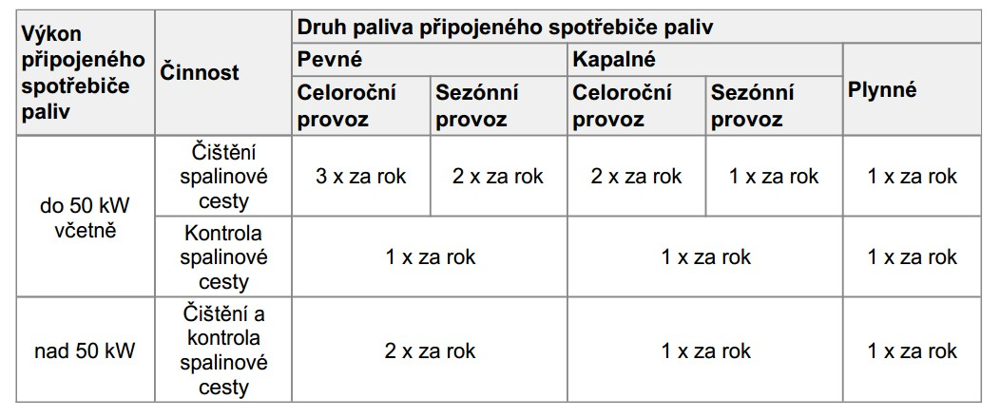 Výkon
připojeného
spotřebiče
paliv
Činnost
Druh paliva připojeného spotřebiče paliv
Pevné
Kapalné
Plynné
Celoroční
provoz
Sezónní
provoz
Celoroční
provoz
Sezónní
provoz
do 50 kW
včetně
Čištění
spalinové
cesty
3 x za rok
2 x za rok
2 x za rok
1 x za rok
1 x za rok
Kontrola
spalinové
cesty
1 x za rok
1 x za rok
1 x za rok
nad 50 kW
Čištění a
kontrola
spalinové
cesty
2 x za rok
1 x za rok
1 x za rok